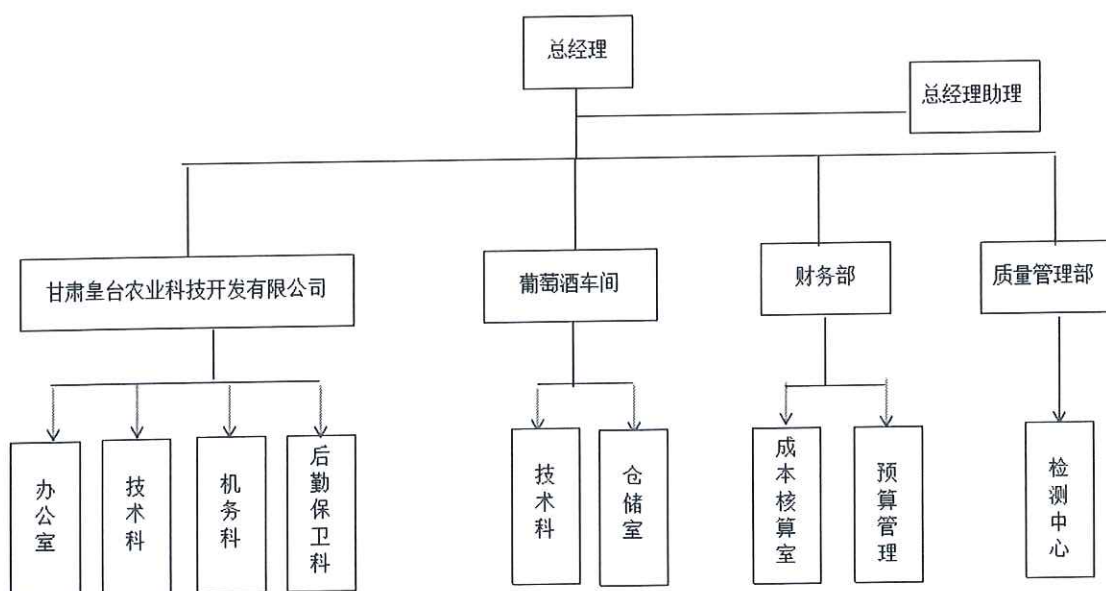 总经理
总经理助理
甘肃皇台农业科技开发有限公司
葡萄酒车间
财务部
质量管理部
办公室
技术科
机务科
后勤保卫科
技术科
仓储室
成本核算室
预算管理
检测中心